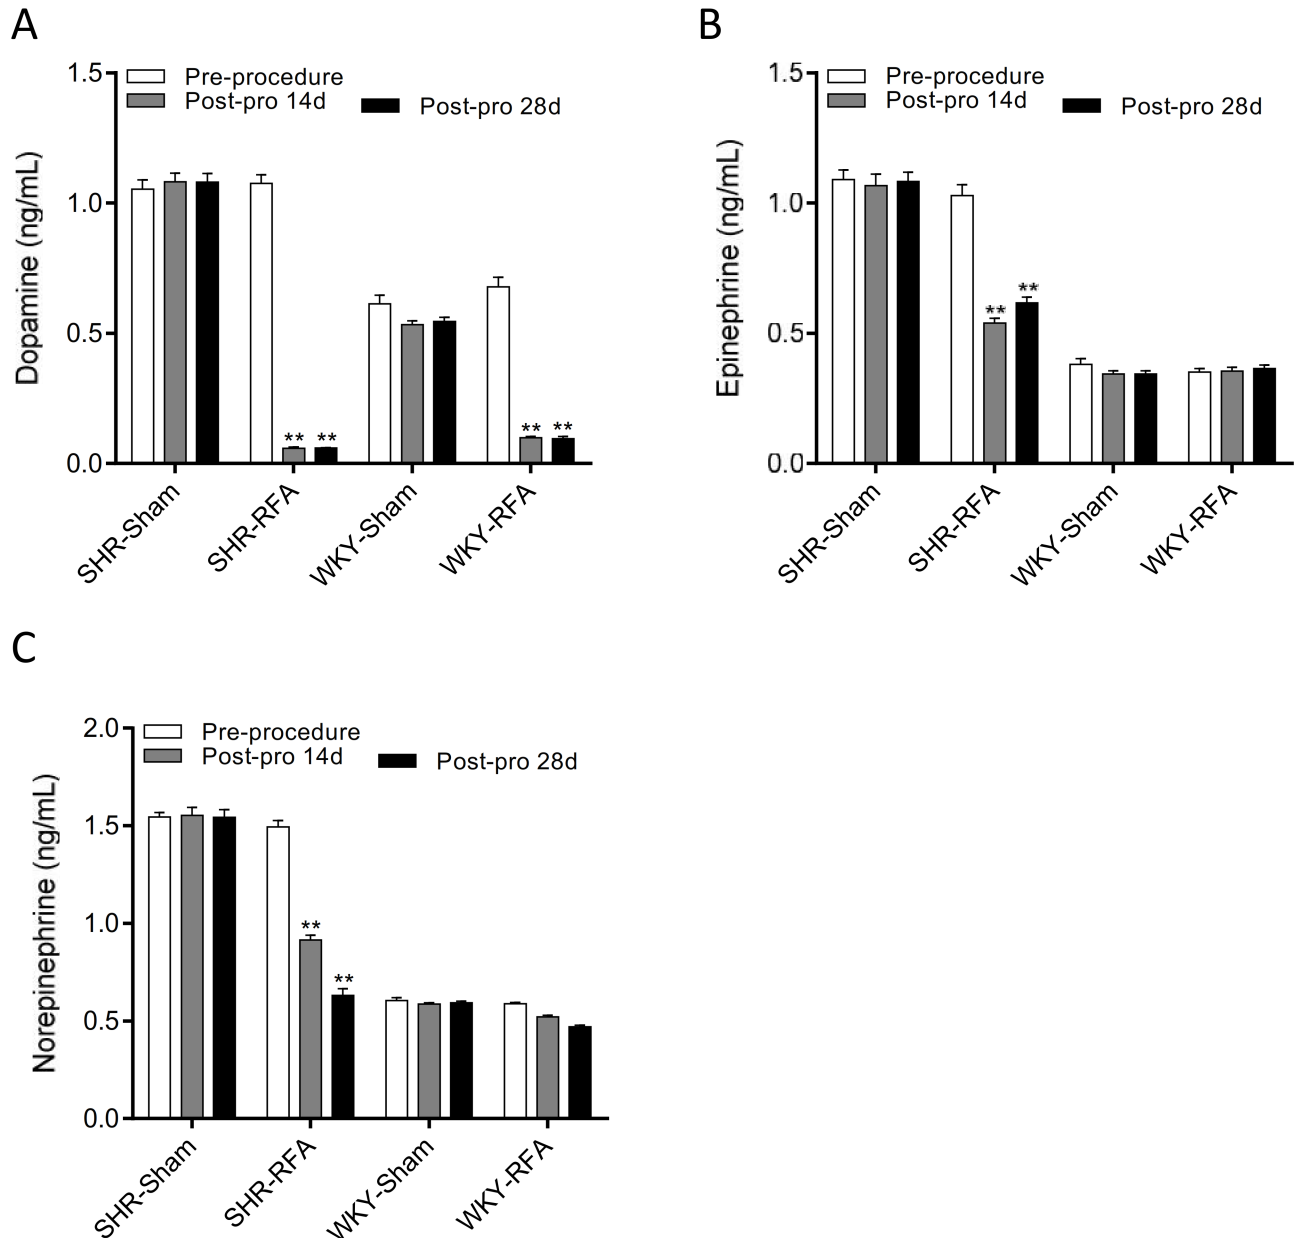 A
1.5
1.0
0.5
0.0
Dopamine (ng/mL)
Pre-procedure
Post-pro 14d
Post-pro 28d
** **
** **
SHR-Sham
SHR-RFA
WKY-Sham
WKY-RFA
B
1.5
1.0
0.5
0.0
Epinephrine (ng/mL)
Pre-procedure
Post-pro 14d
Post-pro 28d
**
**
SHR-Sham
SHR-RFA
WKY-Sham
WKY-RFA
C
2.0
1.5
1.0
0.5
0.0
Norepinephrine (ng/mL)
Pre-procedure
Post-pro 14d
Post-pro 28d
**
**
SHR-Sham
SHR-RFA
WKY-Sham
WKY-RFA